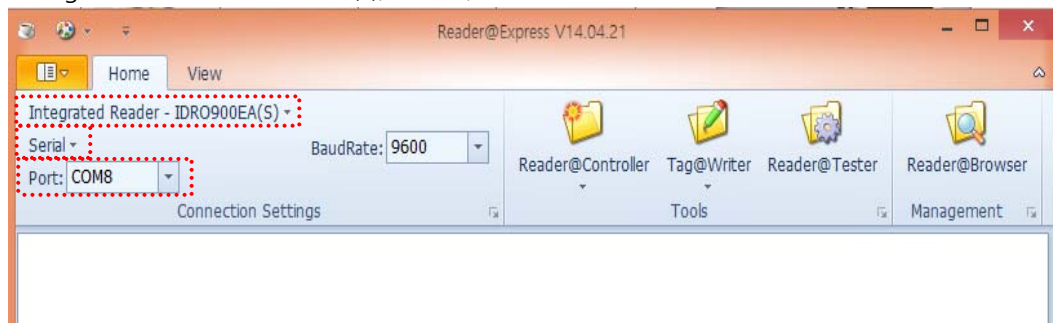 Reader@Express V14.04.21
Home View
Integrated Reader - IDRO900EA(S)
Serial BaudRate: 9600
Port: COM8
Reader@Controller Tag@Writer Reader@Tester Reader@Browser
Connection Settings Tools Management